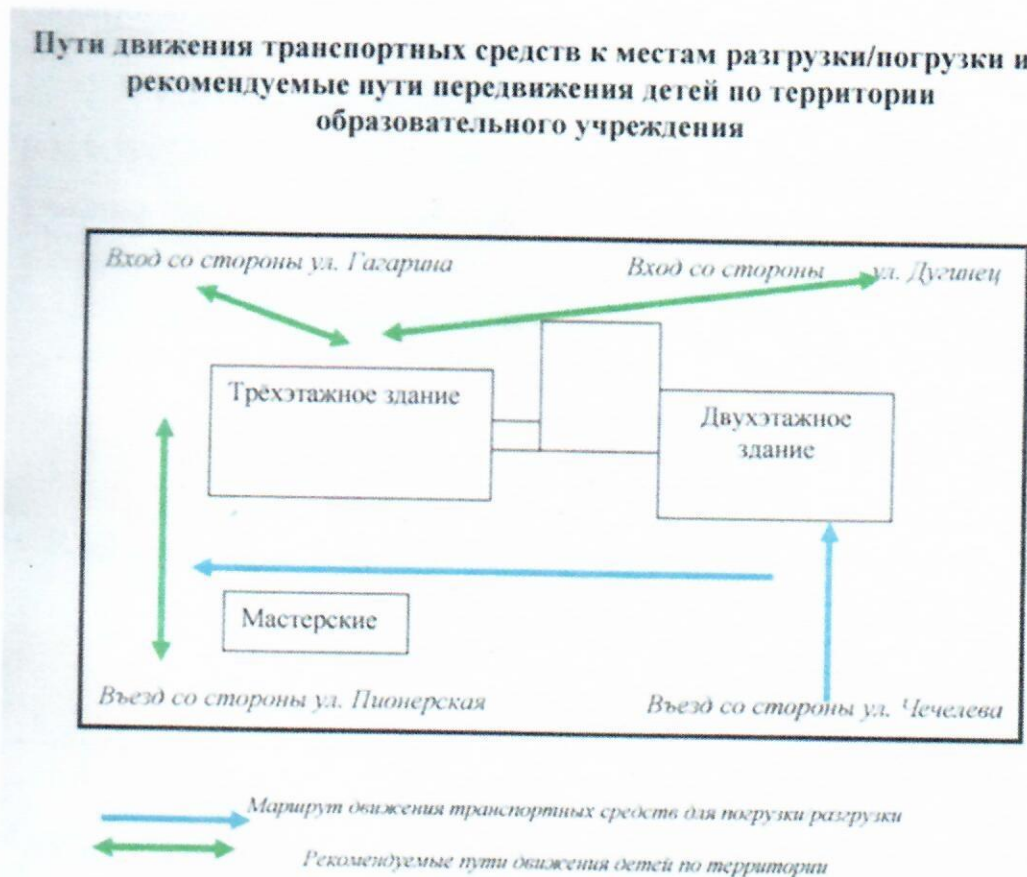 Пути движения транспортных средств к местам разгрузки/погрузки и
рекомендуемые пути передвижения детей по территории
образовательного учреждения
Вход со стороны ул. Гагарина
Вход со стороны ул. Дугинец
Трёхэтажное здание
Двухэтажное
здание
Мастерские
Въезд со стороны ул. Пионерская
Въезд со стороны ул. Чечелева
Маршрут движения транспортных средств для погрузки разгрузки
Рекомендуемые пути движения детей по территории